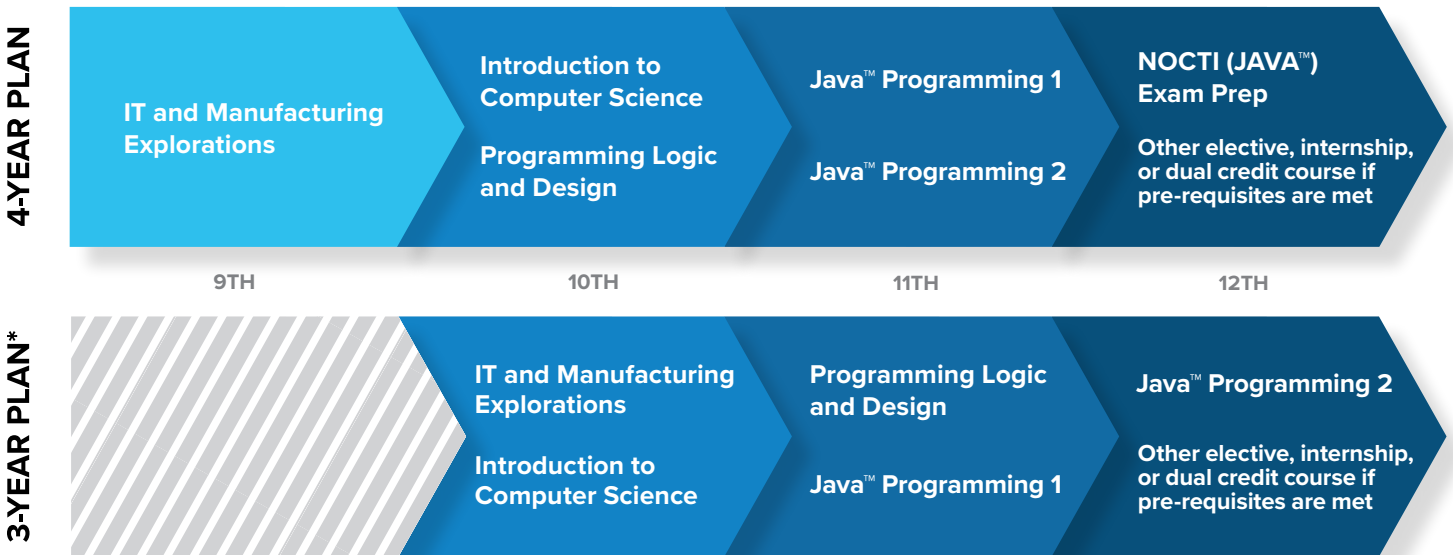 4-YEAR PLAN
IT and Manufacturing
Explorations
Introduction to
Computer Science
Programming Logic
and Design
Java™ Programming 1
Java™ Programming 2
NOCTI (JAVA™)
Exam Prep
Other elective, internship,
or dual credit course if
pre-requisites are met
9TH
10TH
11TH
12TH
3-YEAR PLAN*
IT and Manufacturing
Explorations
Introduction to
Computer Science
Programming Logic
and Design
Java™ Programming 1
Java™ Programming 2
Other elective, internship,
or dual credit course if
pre-requisites are met